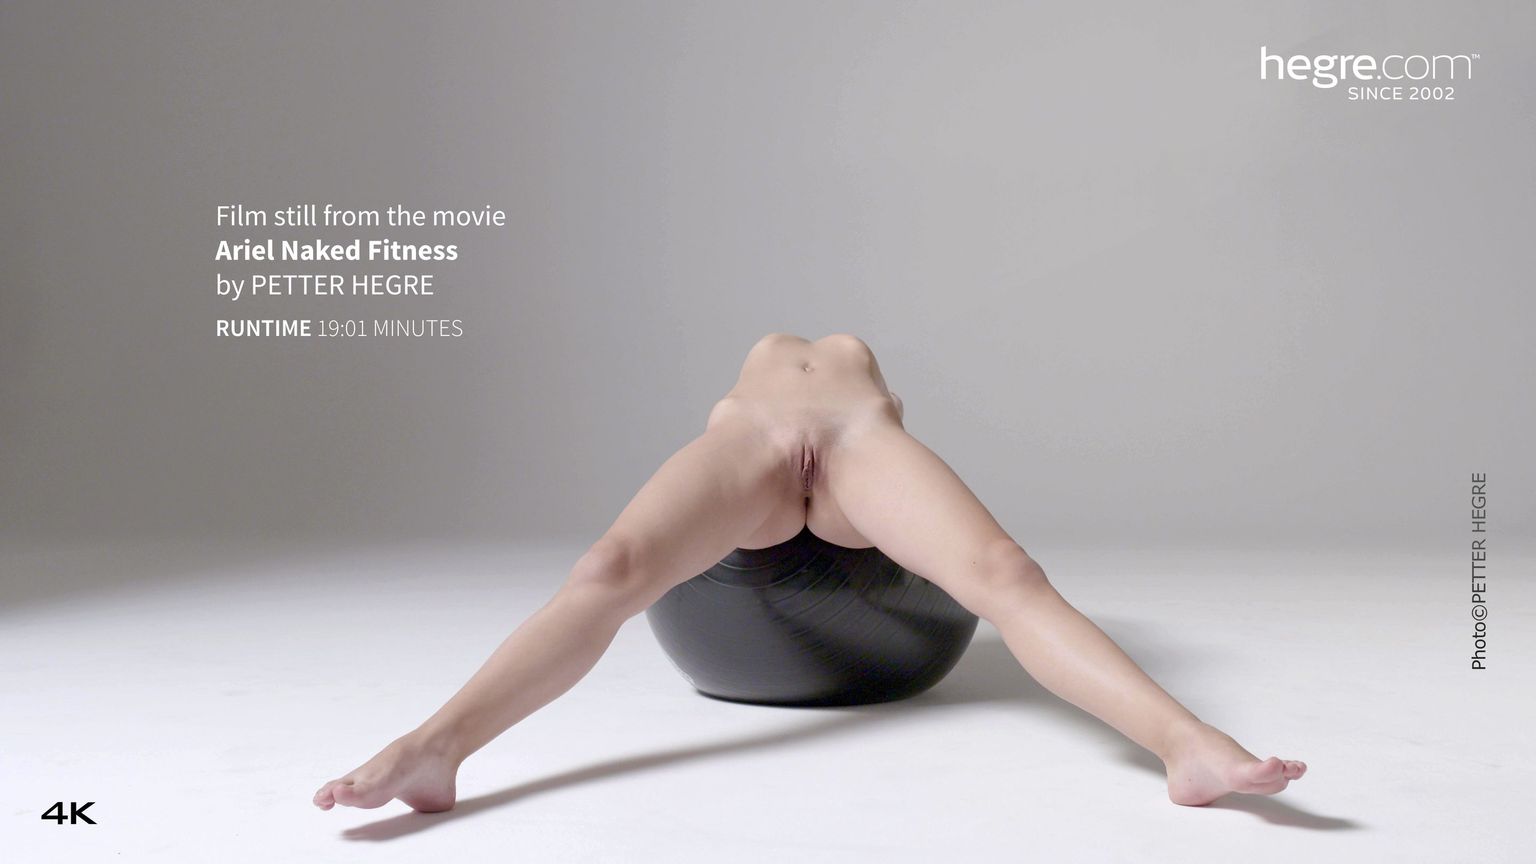 hegre.com™
SINCE 2002
Film still from the movie
Ariel Naked Fitness
by PETTER HEGRE
RUNTIME 19:01 MINUTES
Photo©PETTER HEGRE
4K